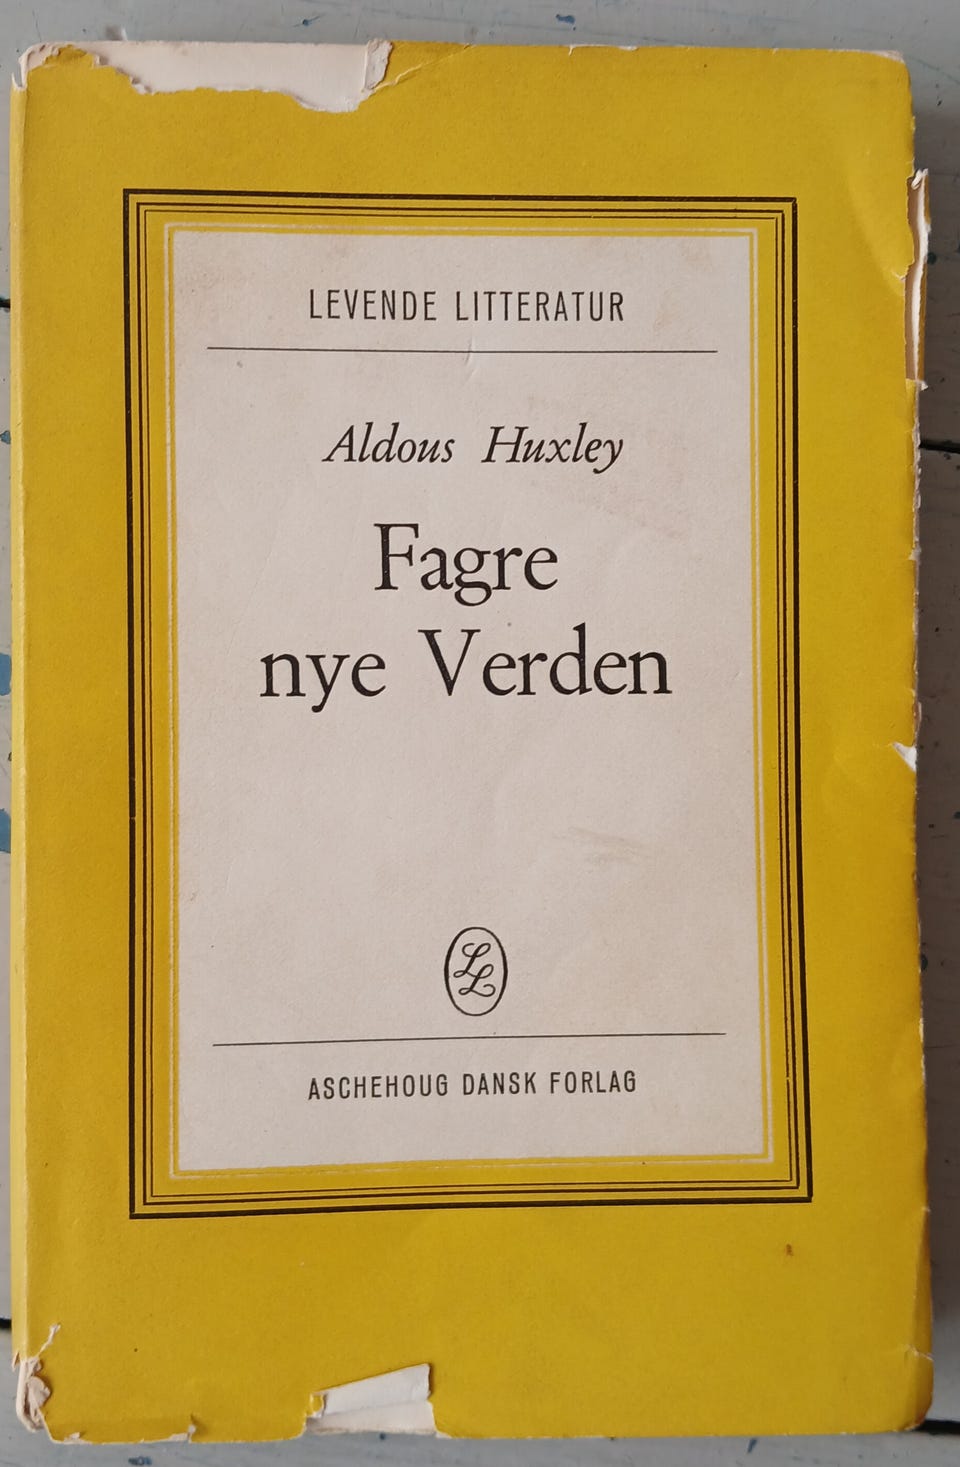 LEVENDE LITTERATUR
Aldous Huxley
Fagre
nye Verden
LL
ASCHEHOUG DANSK FORLAG